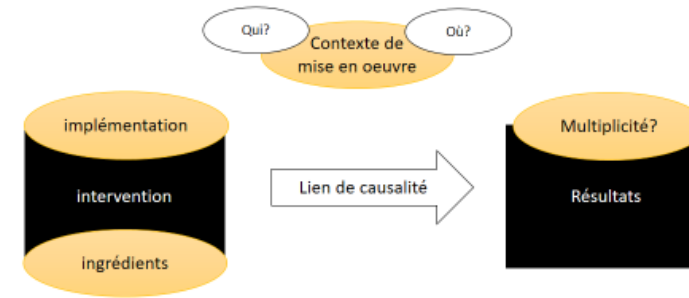 Qui?
Contexte de
mise en oeuvre
Où?
implémentation
intervention
ingrédients
Lien de causalité
Multiplicité?
Résultats